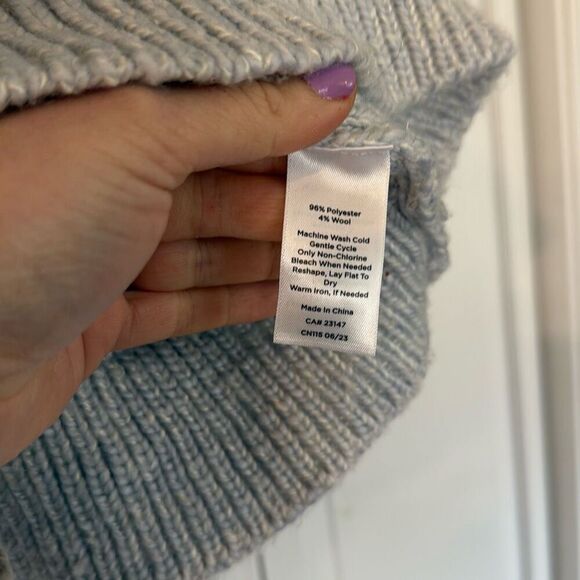 96% Polyester
4% Wool
Machine Wash Cold
Gentle Cycle
Only Non-Chlorine
Bleach When Needed
Reshape, Lay Flat To
Dry
Warm Iron, If Needed
Made in China
CA# 23147
CN115 06/23